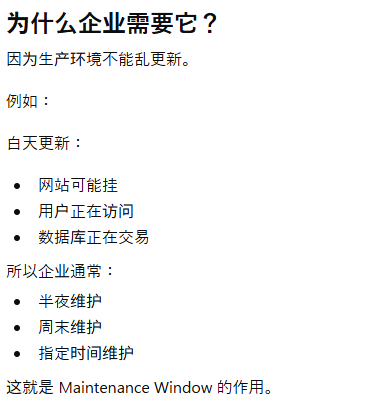 为什么企业需要它？
因为生产环境不能乱更新。
例如：
白天更新：
• 网站可能挂
• 用户正在访问
• 数据库正在交易
所以企业通常：
• 半夜维护
• 周末维护
• 指定时间维护
这就是 Maintenance Window 的作用。